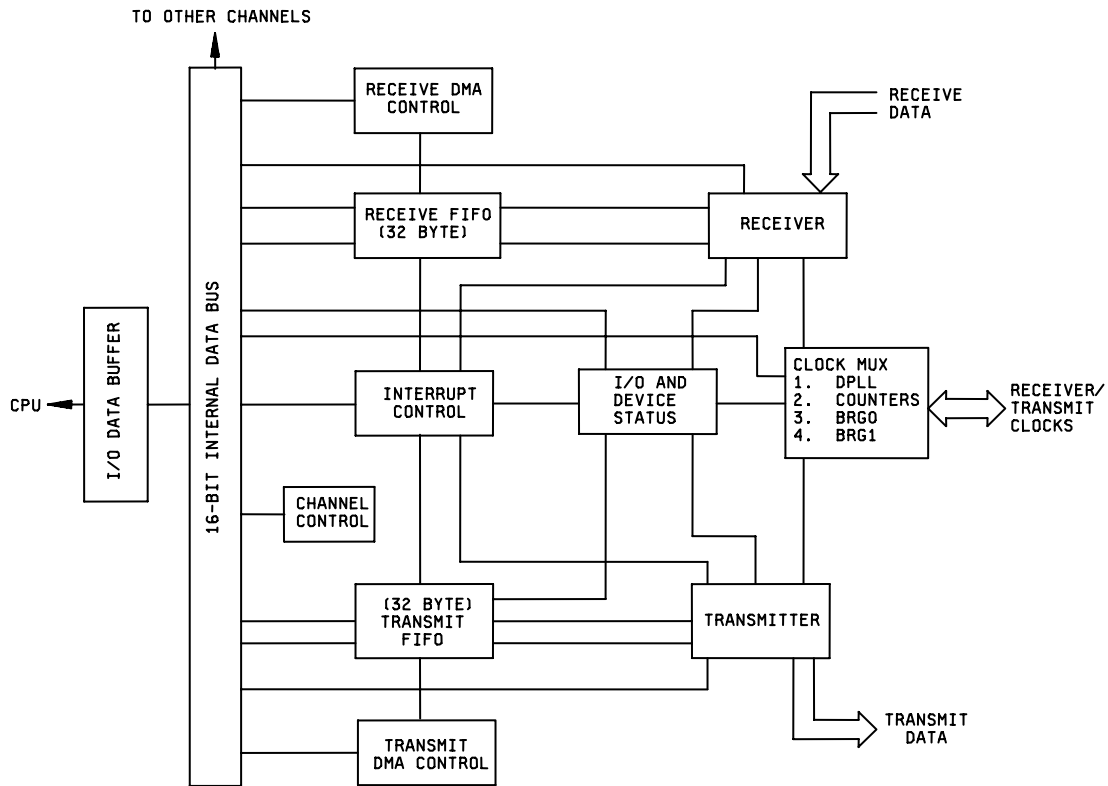 TO OTHER CHANNELS
RECEIVE DMA
CONTROL
RECEIVE
DATA
RECEIVE FIFO
(32 BYTE)
RECEIVER
I/O DATA BUFFER
16-BIT INTERNAL DATA BUS
CPU
INTERRUPT
CONTROL
I/O AND
DEVICE
STATUS
CLOCK MUX
1. DPLL
2. COUNTERS
3. BRG0
4. BRG1
RECEIVER/
TRANSMIT
CLOCKS
CHANNEL
CONTROL
(32 BYTE)
TRANSMIT
FIFO
TRANSMITTER
TRANSMIT
DATA
TRANSMIT
DMA CONTROL